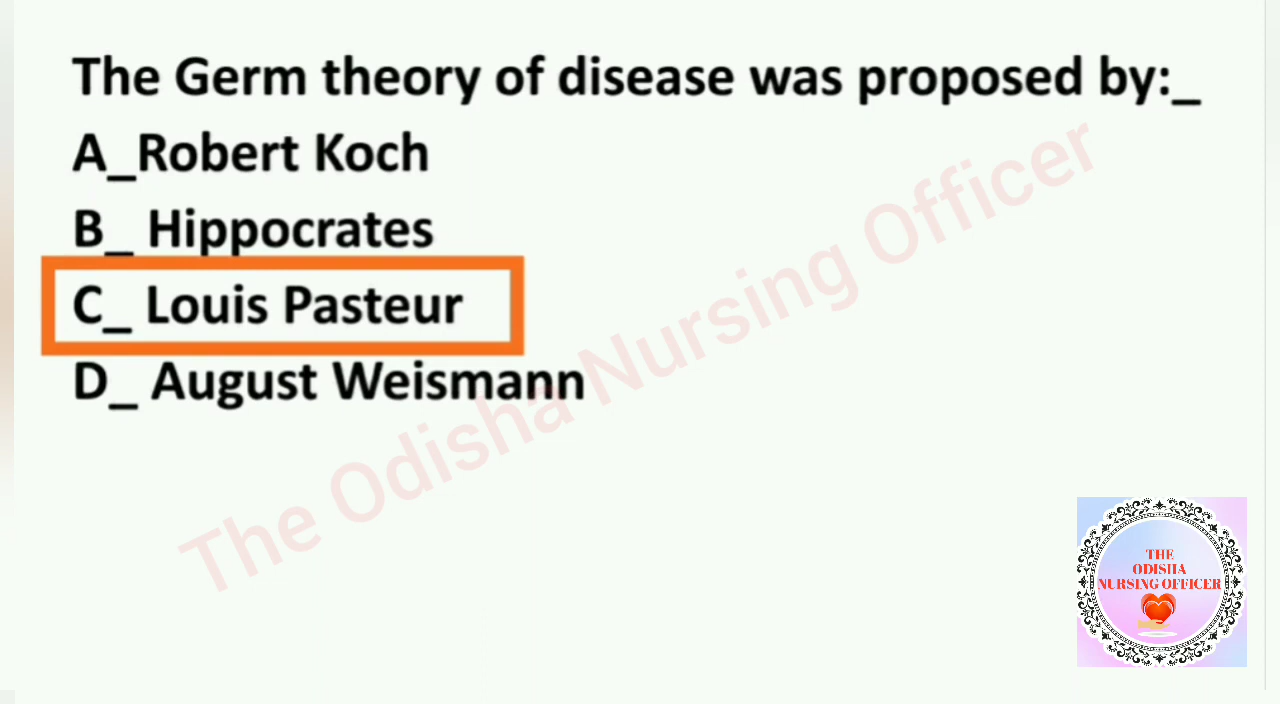 The Germ theory of disease was proposed by:_
A_Robert Koch
B_ Hippocrates
C_ Louis Pasteur
D_ August Weismann
The Odisha Nursing Officer
THE
ODISHA
NURSING OFFICER